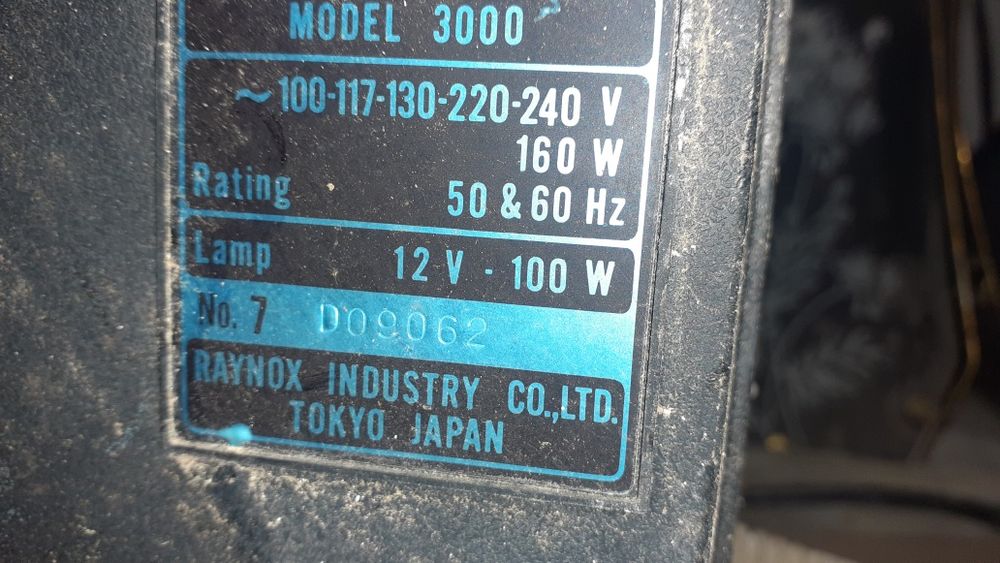 MODEL 3000
~100-117-130-220-240 V
160 W
Rating 50 & 60 Hz
Lamp 12 V - 100 W
No. 7 D09062
RAYNOX INDUSTRY CO.,LTD.
TOKYO JAPAN